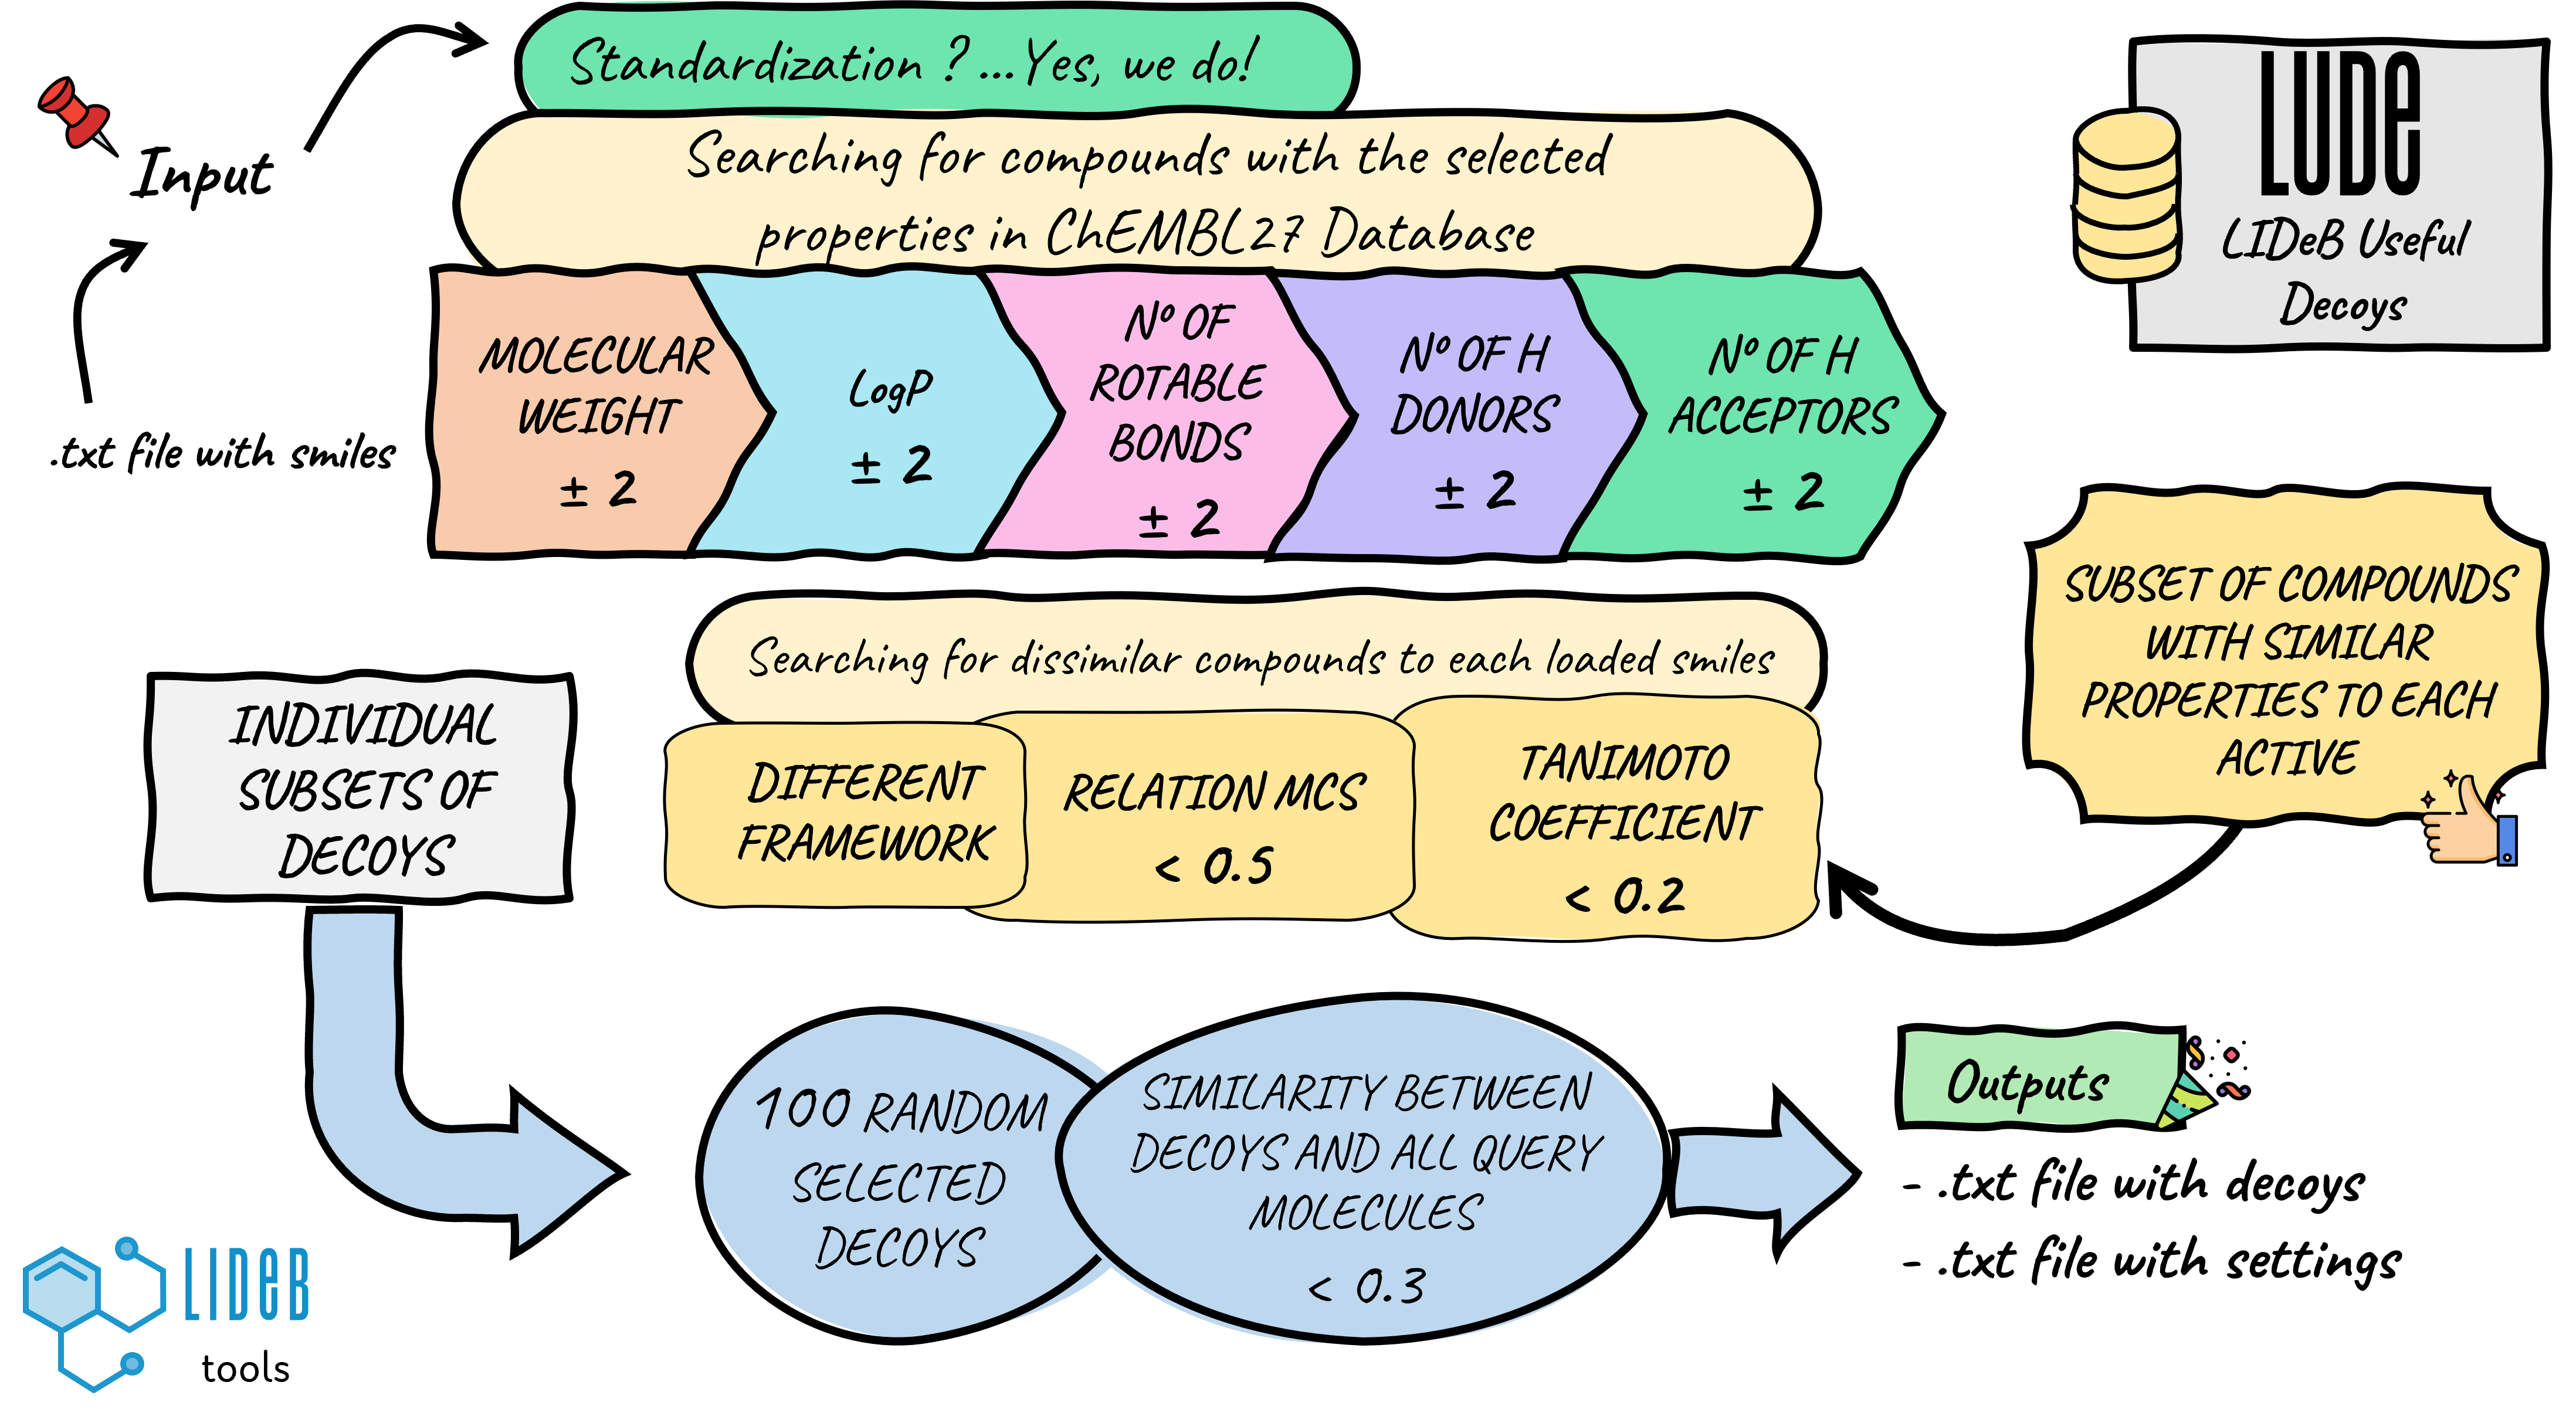 Standardization ? ...Yes, we do!
Input
.txt file with smiles
Searching for compounds with the selected
properties in ChEMBL27 Database
MOLECULAR
WEIGHT
± 2
LogP
± 2
Nº OF
ROTABLE
BONDS
± 2
Nº OF H
DONORS
± 2
Nº OF H
ACCEPTORS
± 2
LUDe
LIDeB Useful
Decoys
SUBSET OF COMPOUNDS
WITH SIMILAR
PROPERTIES TO EACH
ACTIVE
Searching for dissimilar compounds to each loaded smiles
DIFFERENT
FRAMEWORK
RELATION MCS
< 0.5
TANIMOTO
COEFFICIENT
< 0.2
INDIVIDUAL
SUBSETS OF
DECOYS
100 RANDOM
SELECTED
DECOYS
SIMILARITY BETWEEN
DECOYS AND ALL QUERY
MOLECULES
< 0.3
Outputs
- .txt file with decoys
- .txt file with settings
LIDeB
tools